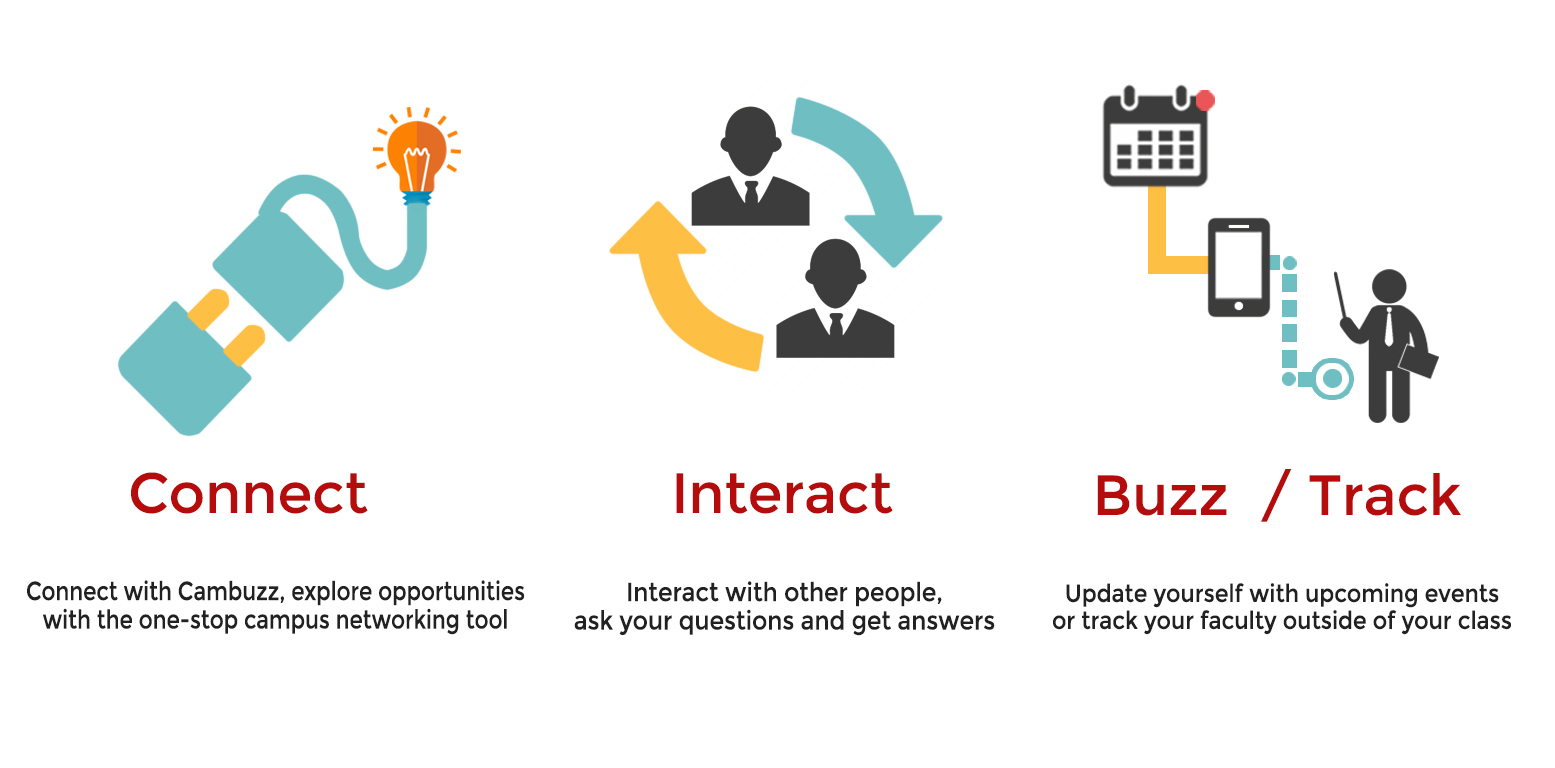 Connect
Connect with Cambuzz, explore opportunities
with the one-stop campus networking tool
Interact
Interact with other people,
ask your questions and get answers
Buzz / Track
Update yourself with upcoming events
or track your faculty outside of your class